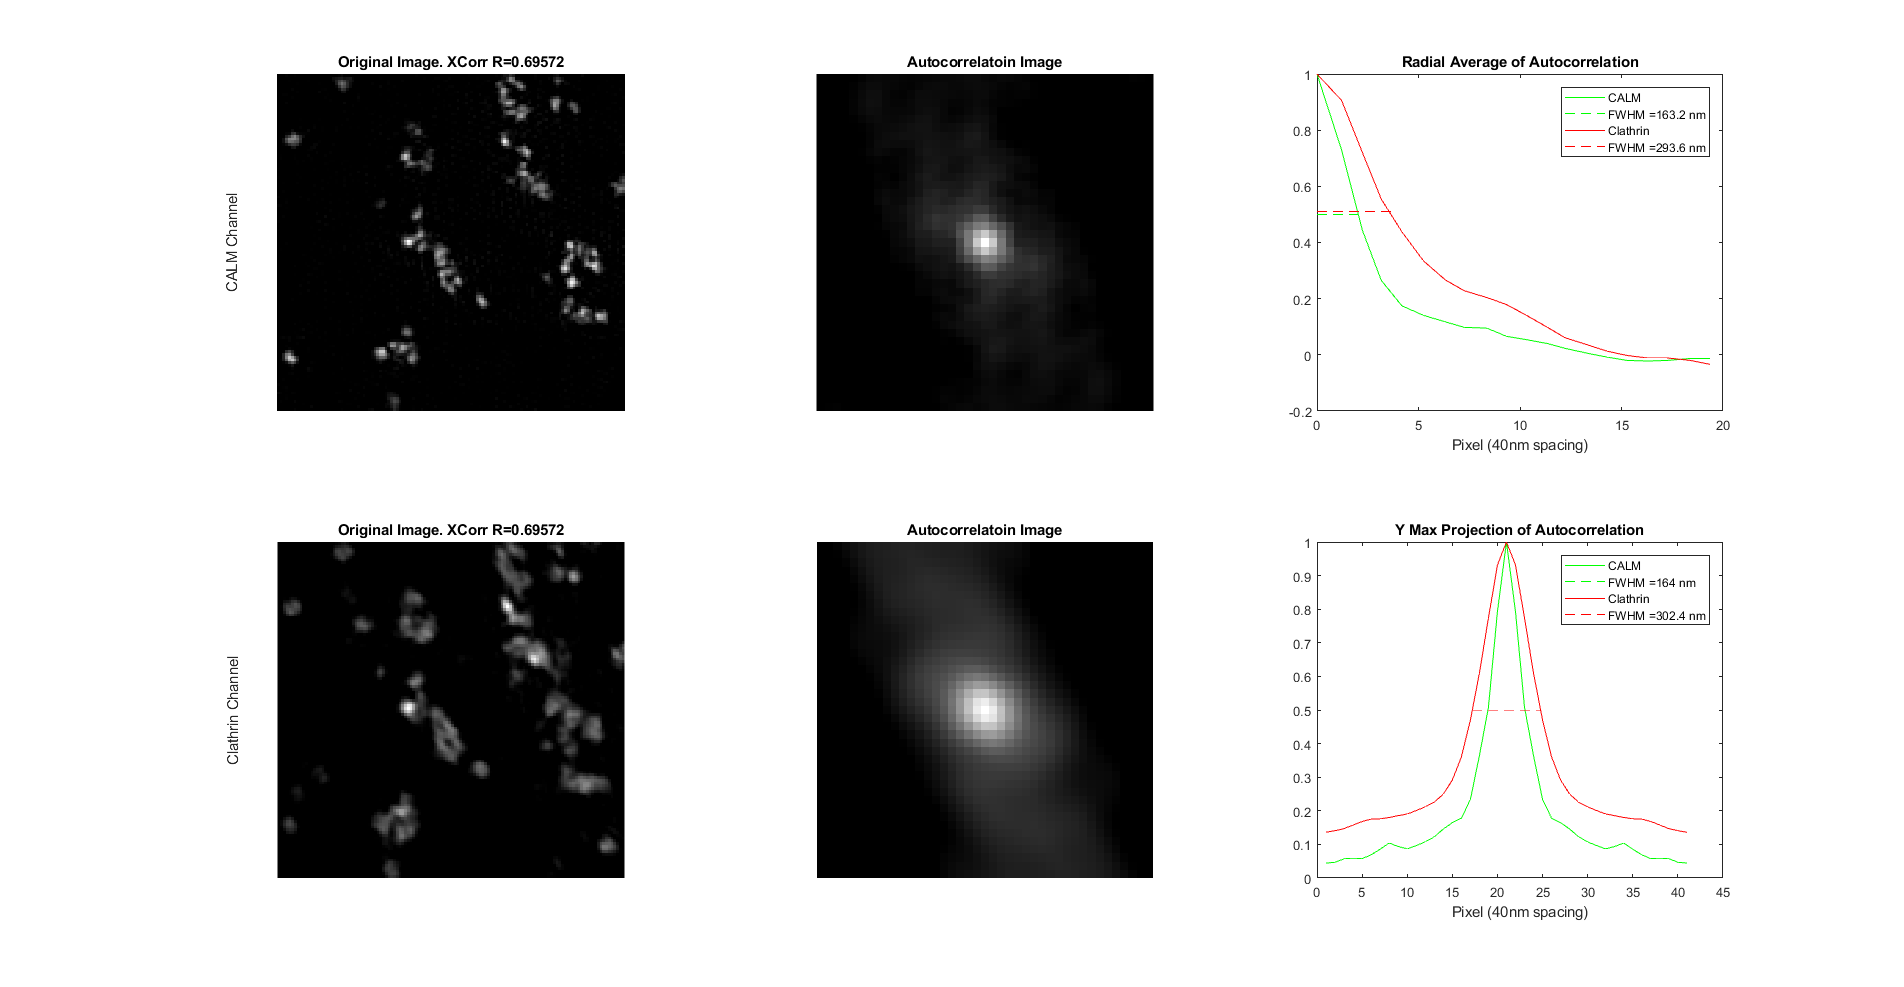 Original Image. XCorr R=0.69572
CALM Channel
Autocorrelatoin Image
Radial Average of Autocorrelation
1
0.8
0.6
0.4
0.2
0
-0.2
CALM
FWHM =163.2 nm
Clathrin
FWHM =293.6 nm
0 5 10 15 20
Pixel (40nm spacing)
Original Image. XCorr R=0.69572
Clathrin Channel
Autocorrelatoin Image
Y Max Projection of Autocorrelation
1
0.9
0.8
0.7
0.6
0.5
0.4
0.3
0.2
0.1
0
CALM
FWHM =164 nm
Clathrin
FWHM =302.4 nm
0 5 10 15 20 25 30 35 40 45
Pixel (40nm spacing)